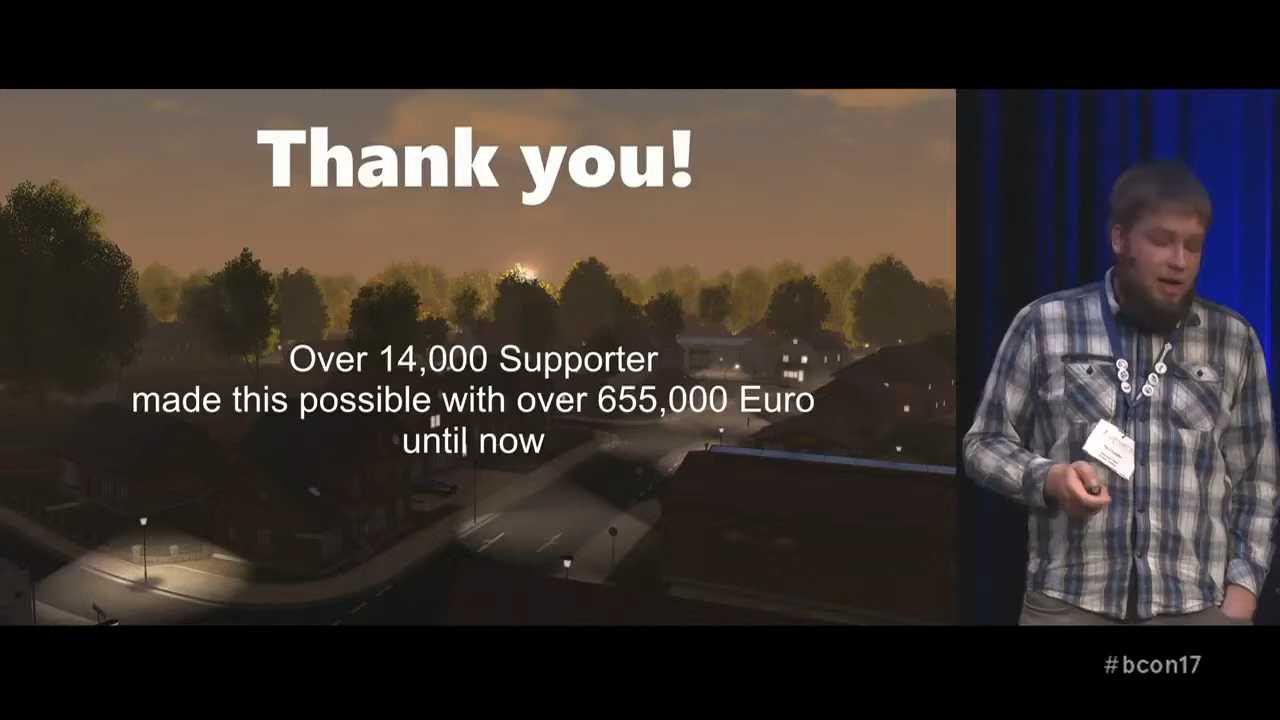 Thank you!
Over 14,000 Supporter
made this possible with over 655,000 Euro
until now
#bcon17